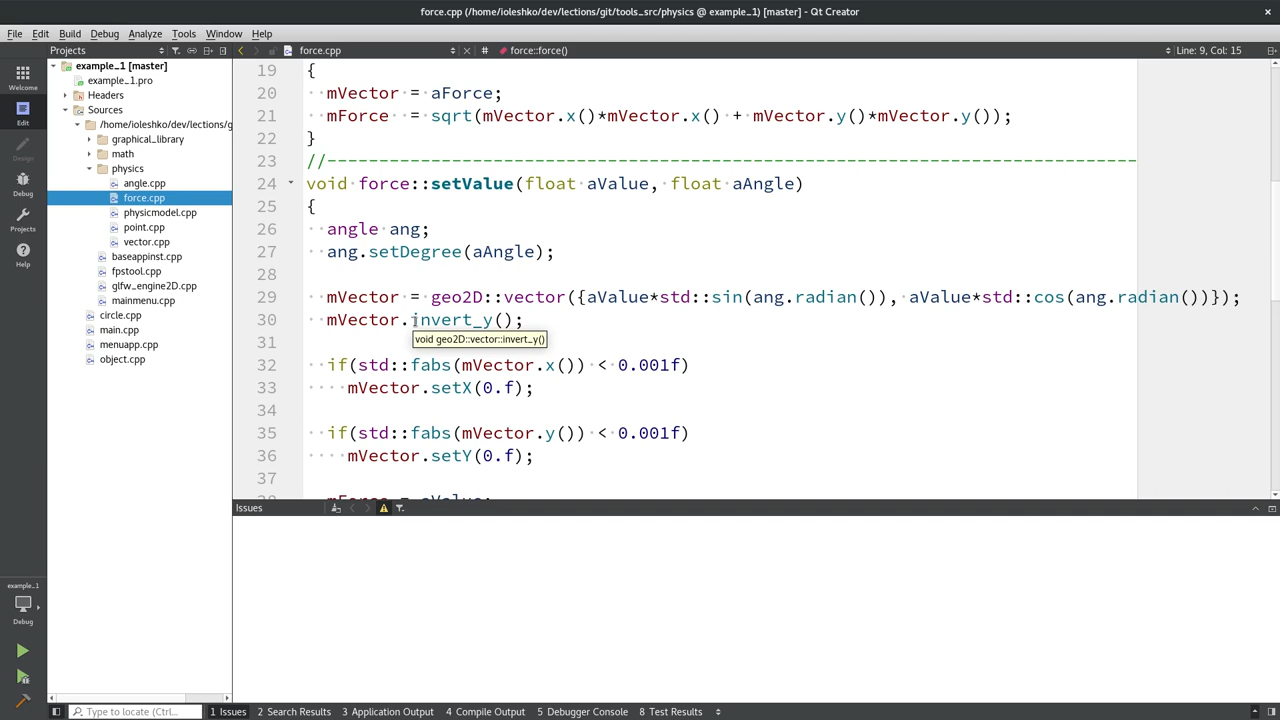 force.cpp (/home/ioleshko/dev/lections/git/tools_src/physics @ example_1) [master] - Qt Creator
File Edit Build Debug Analyze Tools Window Help
Projects
force.cpp
force::force()
Line: 9, Col: 15
Welcome
Edit
Design
Debug
Projects
Help
example_1 [master]
example_1.pro
Headers
Sources
/home/ioleshko/dev/lections/g
graphical_library
math
physics
angle.cpp
force.cpp
physicmodel.cpp
point.cpp
vector.cpp
baseappinst.cpp
fpstool.cpp
glfw_engine2D.cpp
mainmenu.cpp
circle.cpp
main.cpp
menuapp.cpp
object.cpp
19 {
20 mVector = aForce;
21 mForce = sqrt(mVector.x()*mVector.x() + mVector.y()*mVector.y());
22 }
23 //------------------------------------------------------------------------------
24 void force::setValue(float aValue, float aAngle)
25 {
26 angle ang;
27 ang.setDegree(aAngle);
28
29 mVector = geo2D::vector({aValue*std::sin(ang.radian()), aValue*std::cos(ang.radian())});
30 mVector.invert_y();
void geo2D::vector::invert_y()
31
32 if(std::fabs(mVector.x()) < 0.001f)
33 mVector.setX(0.f);
34
35 if(std::fabs(mVector.y()) < 0.001f)
36 mVector.setY(0.f);
37
38 mForce = aValue;
Issues
example_1
Debug
Type to locate (Ctrl...
1 Issues 2 Search Results 3 Application Output 4 Compile Output 5 Debugger Console 8 Test Results